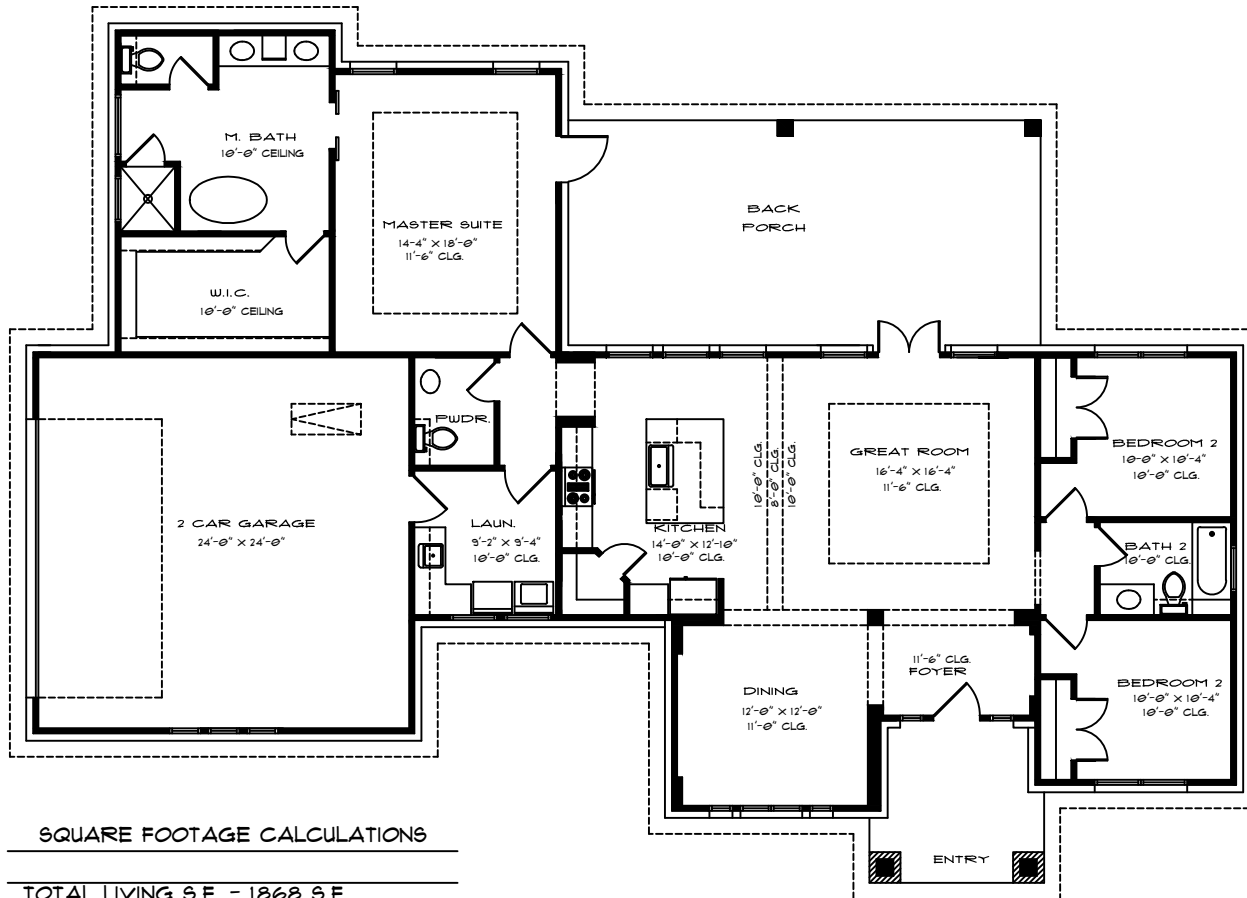 M. BATH
10'-0" CEILING
MASTER SUITE
14'-4" X 18'-0"
11'-6" CLG.
BACK
PORCH
W.I.C.
10'-0" CEILING
PWDR.
2 CAR GARAGE
24'-0" X 24'-0"
LAUN.
9'-2" X 9'-4"
10'-0" CLG.
KITCHEN
14'-0" X 12'-10"
10'-0" CLG.
10'-0" CLG.
8'-0" CLG.
10'-0" CLG.
GREAT ROOM
16'-4" X 16'-4"
11'-6" CLG.
BEDROOM 2
10-0" X 10'-4"
10'-0" CLG.
BATH 2
10'-0" CLG.
11'-6" CLG.
FOYER
DINING
12'-0" X 12'-0"
11'-0" CLG.
BEDROOM 2
10'-0" X 10'-4"
10'-0" CLG.
ENTRY
SQUARE FOOTAGE CALCULATIONS
TOTAL LIVING S.F. - 1868 S.F.